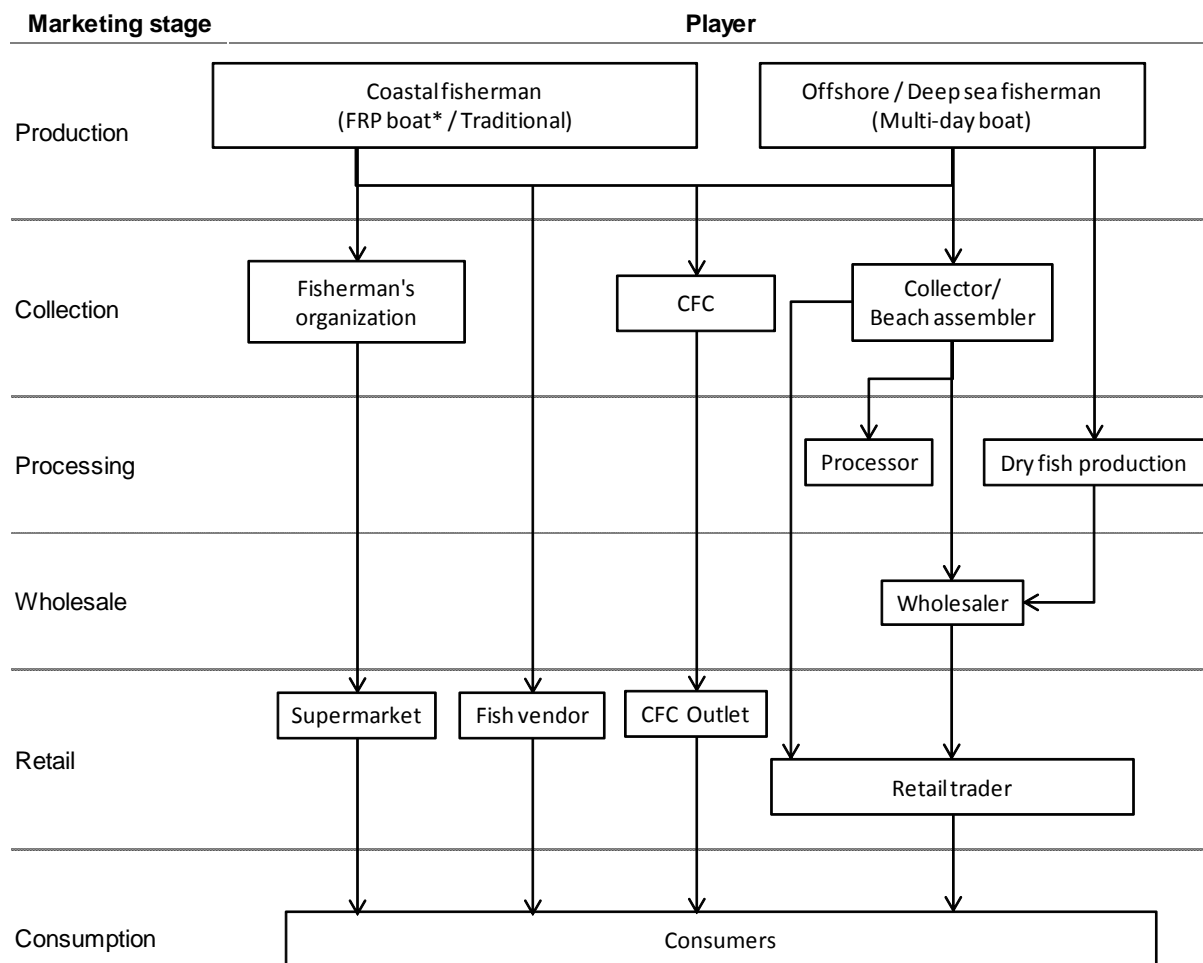 Marketing stage
Player
Coastal fisherman
(FRP boat* / Traditional)
Offshore / Deep sea fisherman
(Multi-day boat)
Production
Fisherman's
organization
CFC
Collector/
Beach assembler
Collection
Processing
Processor
Dry fish production
Wholesale
Wholesaler
Supermarket
Fish vendor
CFC Outlet
Retail
Retail trader
Consumption
Consumers